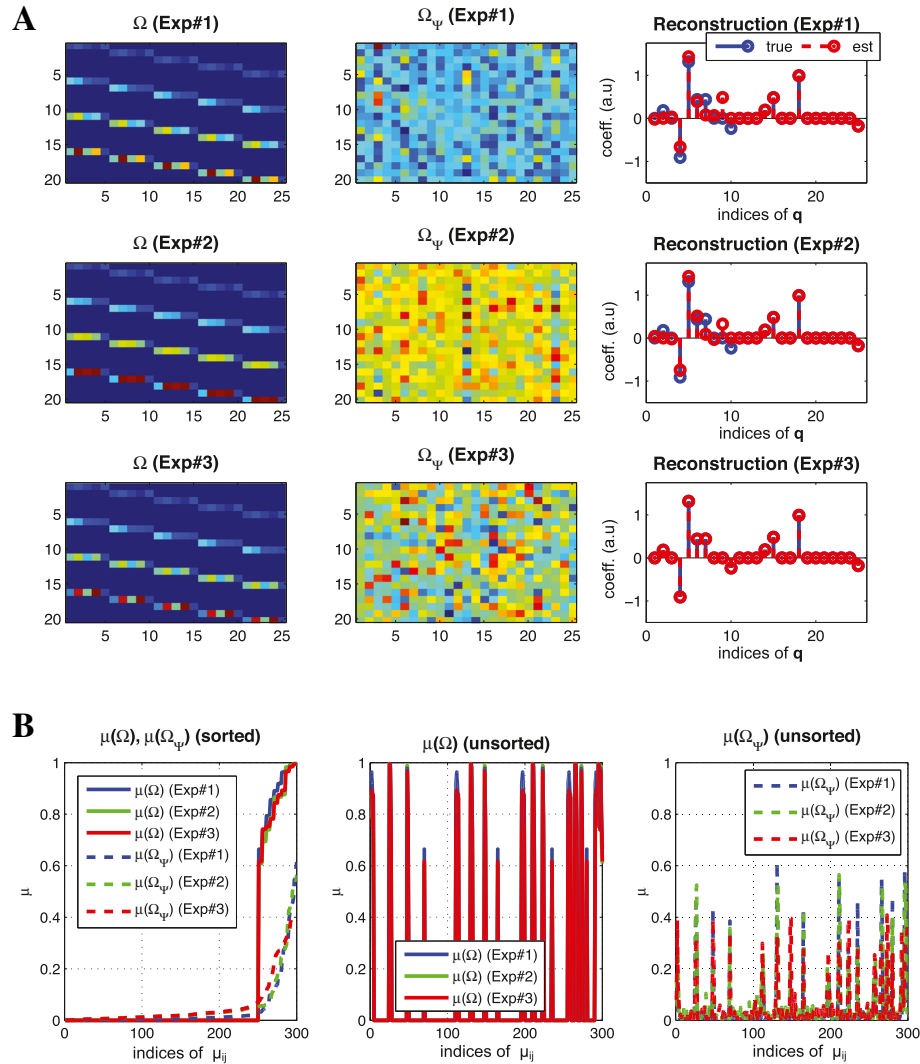 A
Ω (Exp#1)
Ω_Ψ (Exp#1)
Reconstruction (Exp#1)
true
est
coeff. (a.u)
1
0
−1
0 10 20
indices of q
5
10
15
20
5 10 15 20 25
5
10
15
20
5 10 15 20 25
Ω (Exp#2)
Ω_Ψ (Exp#2)
Reconstruction (Exp#2)
coeff. (a.u)
1
0
−1
0 10 20
indices of q
5
10
15
20
5 10 15 20 25
5
10
15
20
5 10 15 20 25
Ω (Exp#3)
Ω_Ψ (Exp#3)
Reconstruction (Exp#3)
coeff. (a.u)
1
0
−1
0 10 20
indices of q
5
10
15
20
5 10 15 20 25
5
10
15
20
5 10 15 20 25
B
μ(Ω), μ(Ω_Ψ) (sorted)
μ(Ω) (Exp#1)
μ(Ω) (Exp#2)
μ(Ω) (Exp#3)
μ(Ω_Ψ) (Exp#1)
μ(Ω_Ψ) (Exp#2)
μ(Ω_Ψ) (Exp#3)
μ
1
0.8
0.6
0.4
0.2
0
0 100 200 300
indices of μ_ij
μ(Ω) (unsorted)
μ(Ω) (Exp#1)
μ(Ω) (Exp#2)
μ(Ω) (Exp#3)
μ
1
0.8
0.6
0.4
0.2
0
0 100 200 300
indices of μ_ij
μ(Ω_Ψ) (unsorted)
μ(Ω_Ψ) (Exp#1)
μ(Ω_Ψ) (Exp#2)
μ(Ω_Ψ) (Exp#3)
μ
1
0.8
0.6
0.4
0.2
0
0 100 200 300
indices of μ_ij